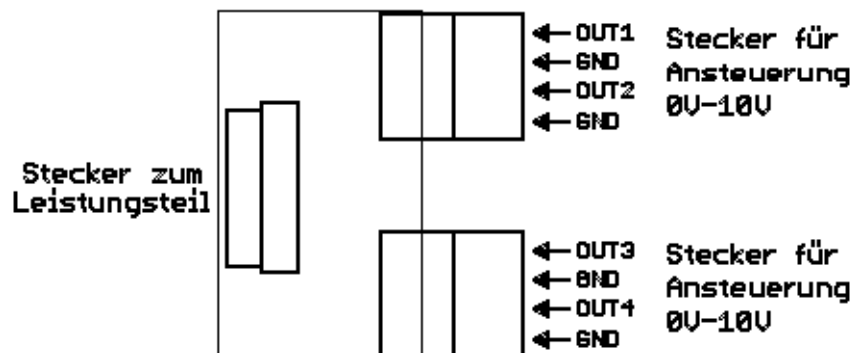 OUT1
GND
OUT2
GND
Stecker für
Ansteuerung
0V-10V
Stecker zum
Leistungsteil
OUT3
GND
OUT4
GND
Stecker für
Ansteuerung
0V-10V